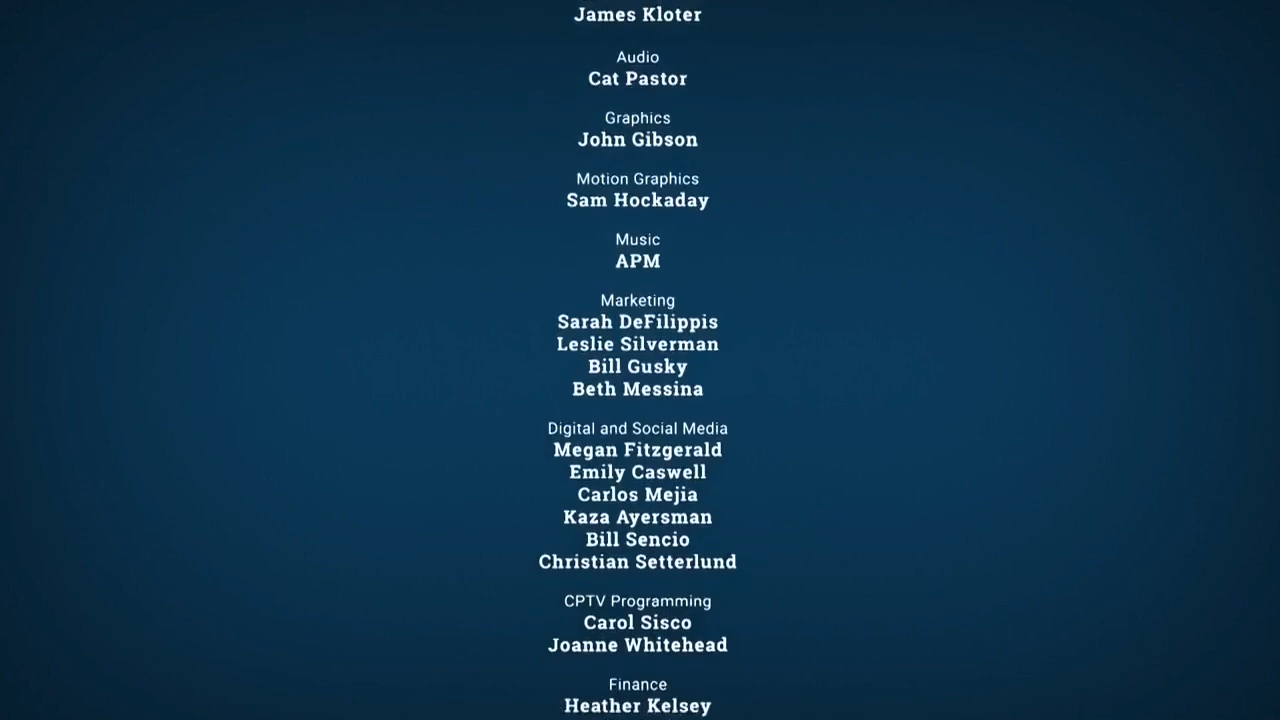 James Kloter
Audio
Cat Pastor
Graphics
John Gibson
Motion Graphics
Sam Hockaday
Music
APM
Marketing
Sarah DeFilippis
Leslie Silverman
Bill Gusky
Beth Messina
Digital and Social Media
Megan Fitzgerald
Emily Caswell
Carlos Mejia
Kaza Ayersman
Bill Sencio
Christian Setterlund
CPTV Programming
Carol Sisco
Joanne Whitehead
Finance
Heather Kelsey